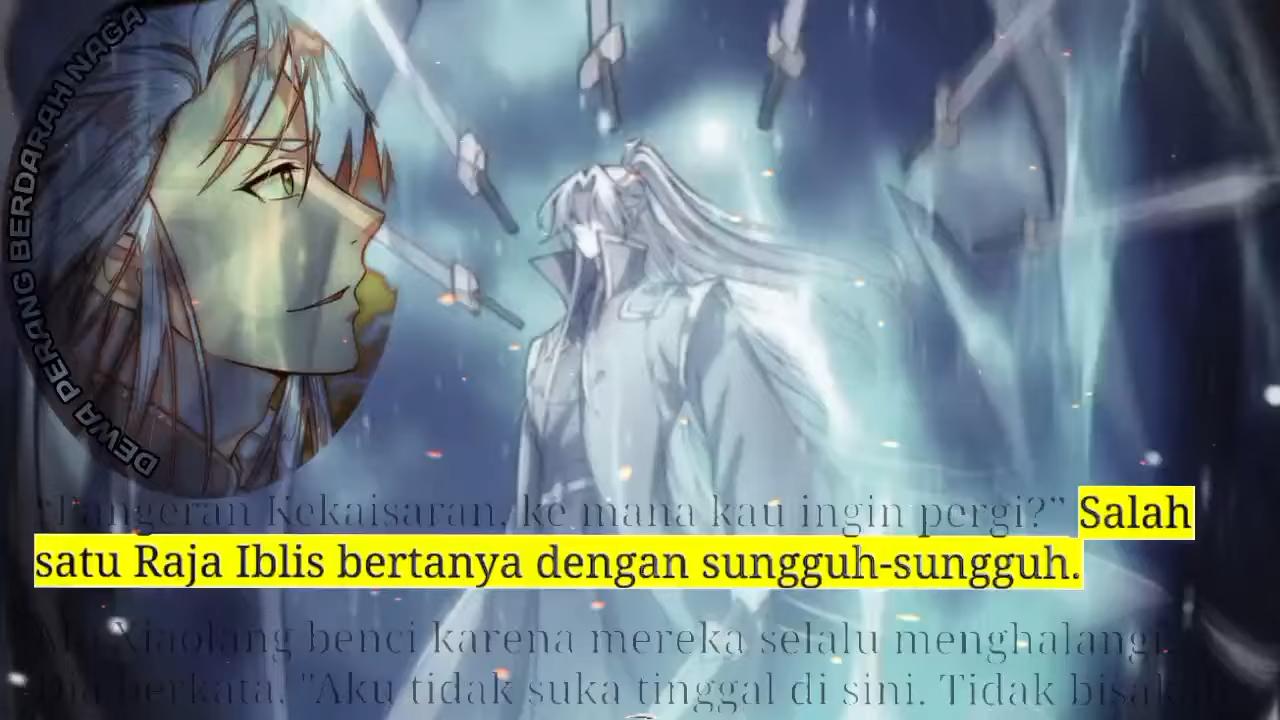 DEWA PERANG BERDARAH NAGA
"Pangeran Kekaisaran, ke mana kau ingin pergi?" Salah
satu Raja Iblis bertanya dengan sungguh-sungguh.
Xiaolang benci karena mereka selalu menghalangi.
Dia berkata, "Aku tidak suka tinggal di sini. Tidak